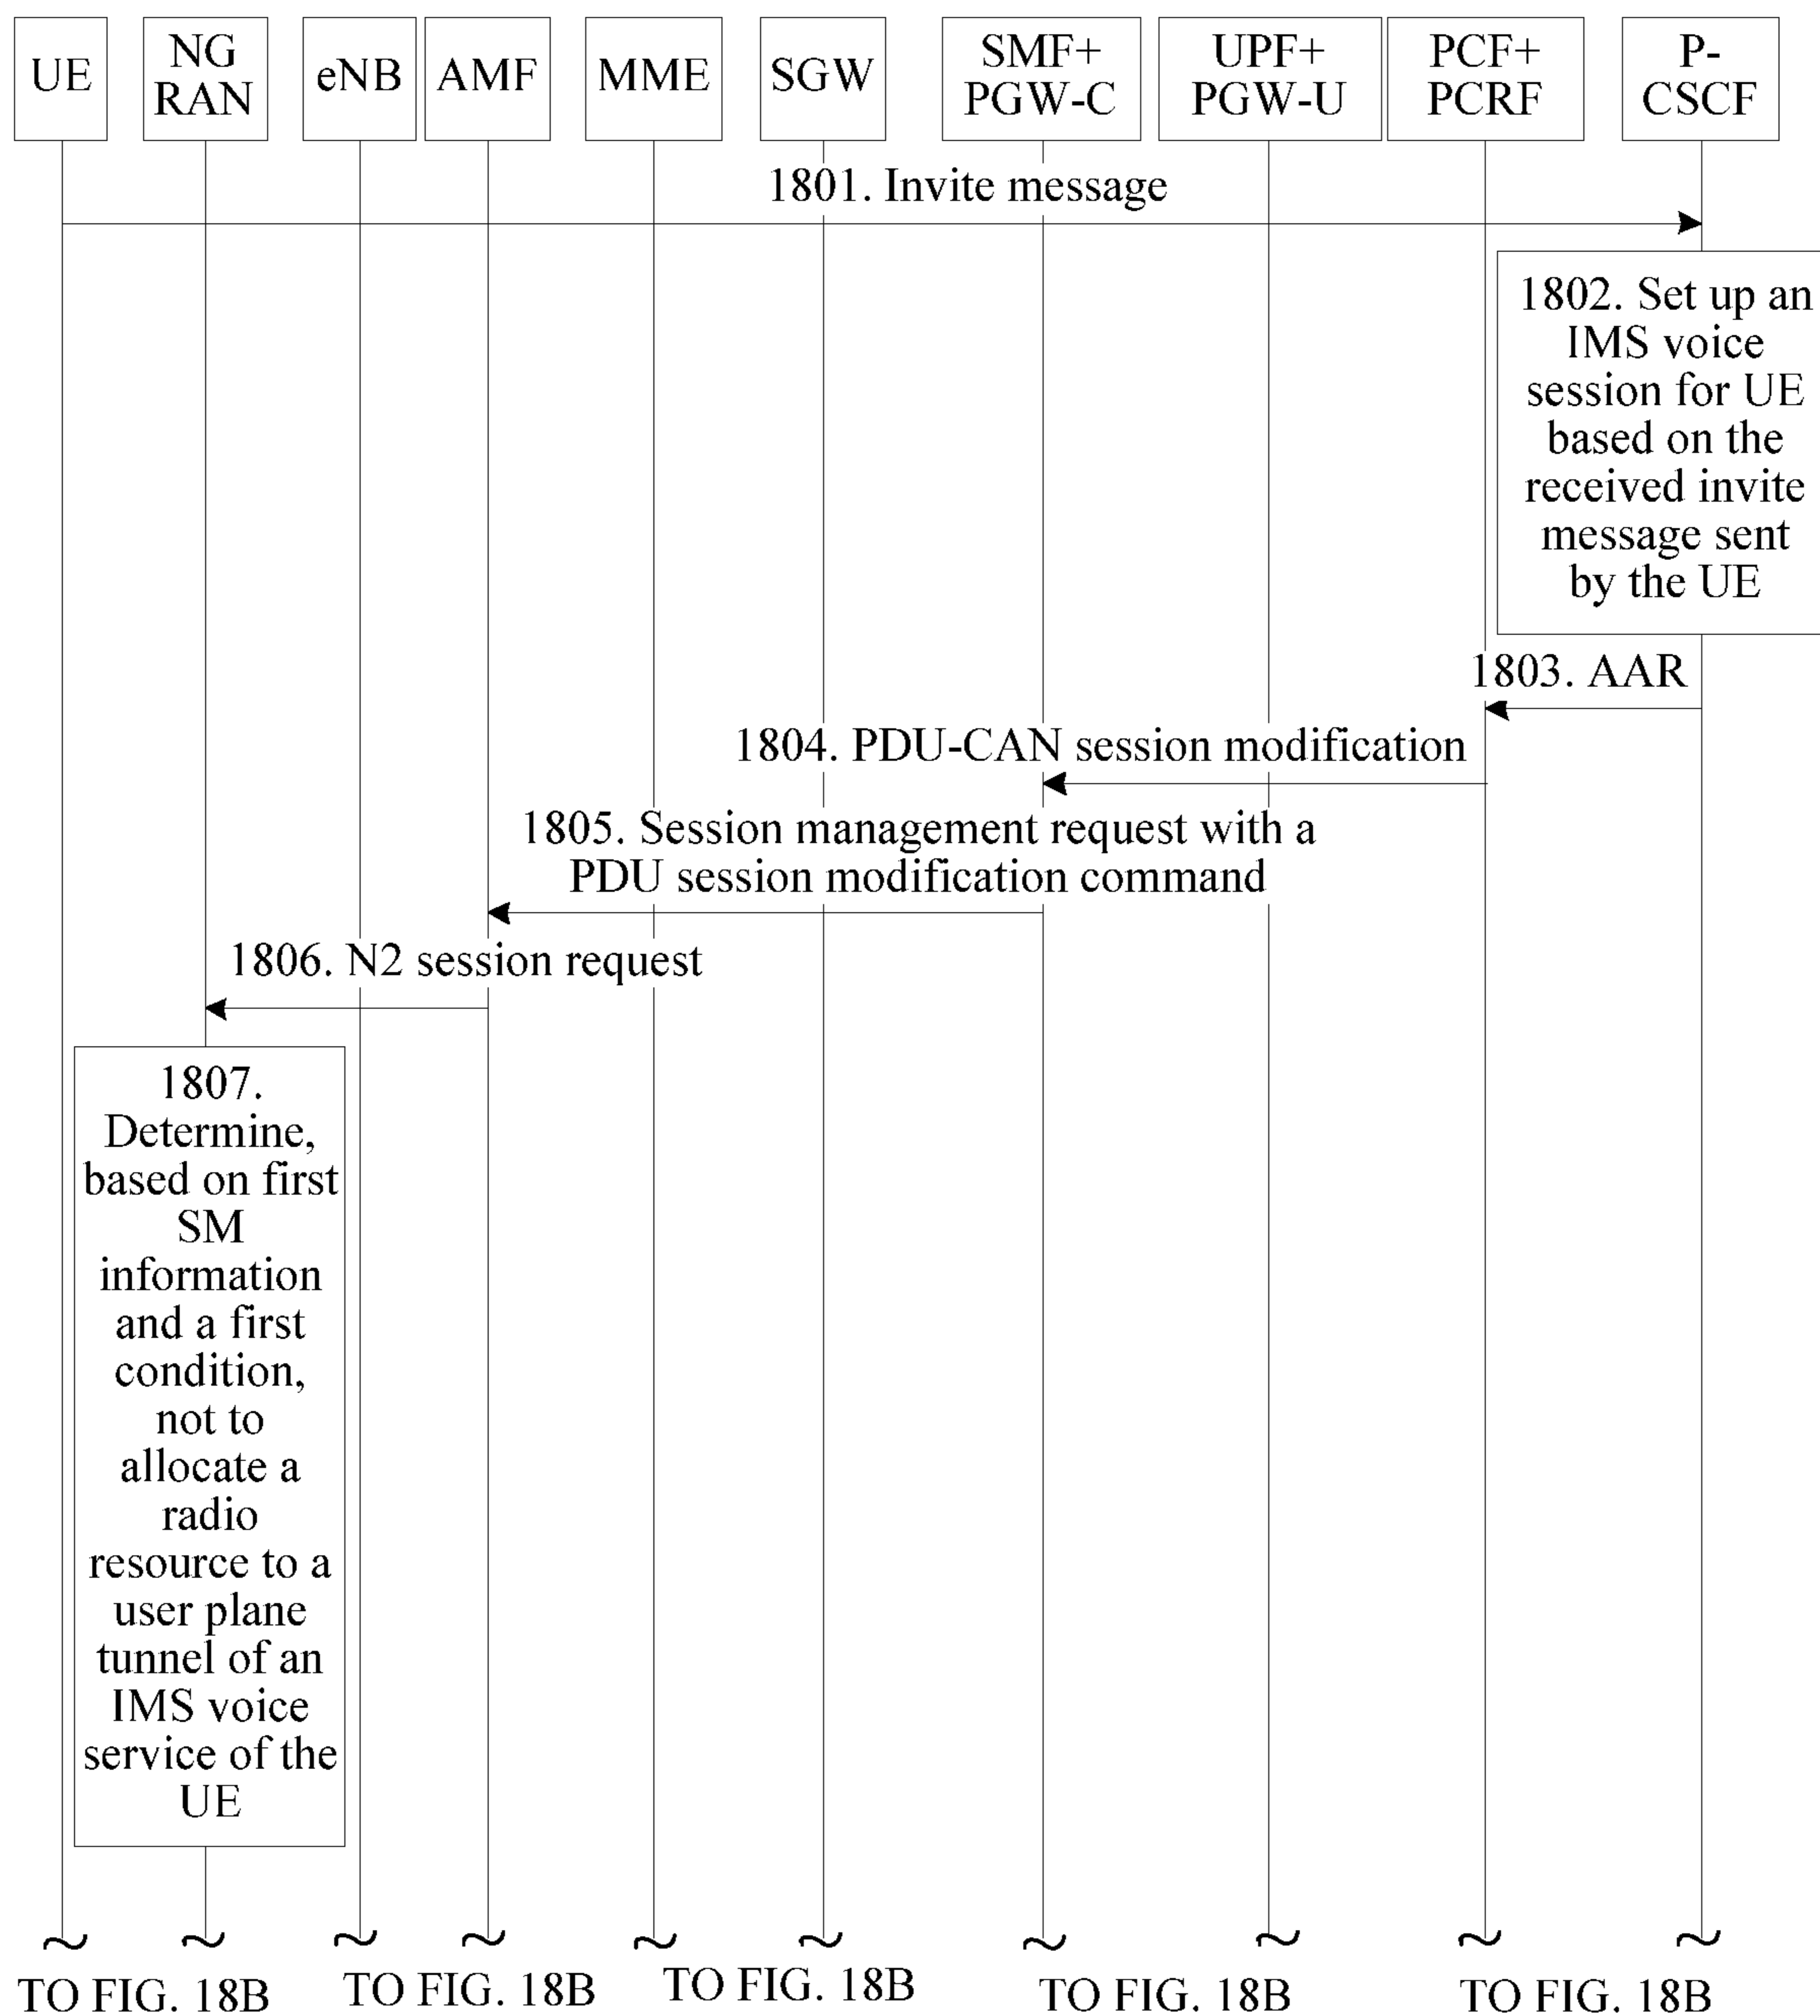 UE
NG
RAN
eNB
AMF
MME
SGW
SMF+
PGW-C
UPF+
PGW-U
PCF+
PCRF
P-
CSCF
1801. Invite message
1802. Set up an
IMS voice
session for UE
based on the
received invite
message sent
by the UE
1803. AAR
1804. PDU-CAN session modification
1805. Session management request with a
PDU session modification command
1806. N2 session request
1807.
Determine,
based on first
SM
information
and a first
condition,
not to
allocate a
radio
resource to a
user plane
tunnel of an
IMS voice
service of the
UE
TO FIG. 18B
TO FIG. 18B
TO FIG. 18B
TO FIG. 18B
TO FIG. 18B